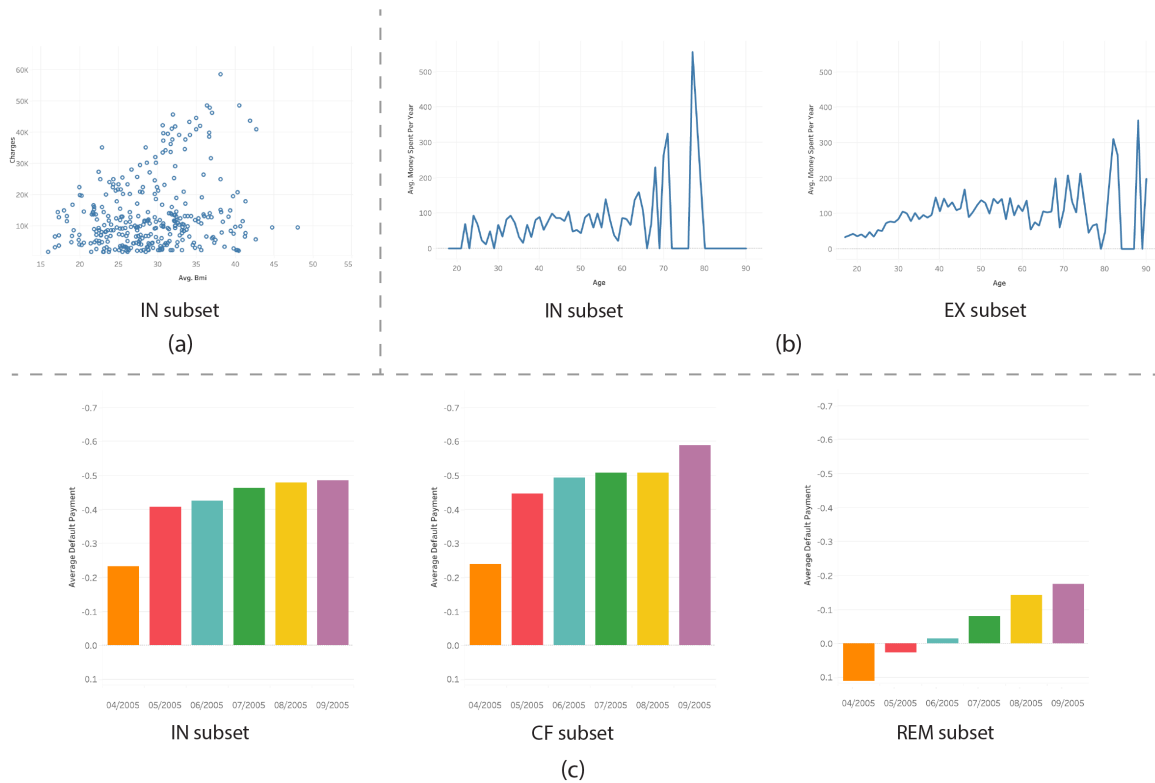 60K
50K
40K
30K
20K
10K
Charges
15 20 25 30 35 40 45 50 55
Avg. Bmi
IN subset
(a)
500
400
300
200
100
0
Avg. Money Spent Per Year
20 30 40 50 60 70 80 90
Age
IN subset
500
400
300
200
100
0
Avg. Money Spent Per Year
20 30 40 50 60 70 80 90
Age
EX subset
(b)
-0.7
-0.6
-0.5
-0.4
-0.3
-0.2
-0.1
0.0
0.1
Average Default Payment
04/2005 05/2005 06/2005 07/2005 08/2005 09/2005
IN subset
-0.7
-0.6
-0.5
-0.4
-0.3
-0.2
-0.1
0.0
0.1
Average Default Payment
04/2005 05/2005 06/2005 07/2005 08/2005 09/2005
CF subset
-0.7
-0.6
-0.5
-0.4
-0.3
-0.2
-0.1
0.0
0.1
Average Default Payment
04/2005 05/2005 06/2005 07/2005 08/2005 09/2005
REM subset
(c)